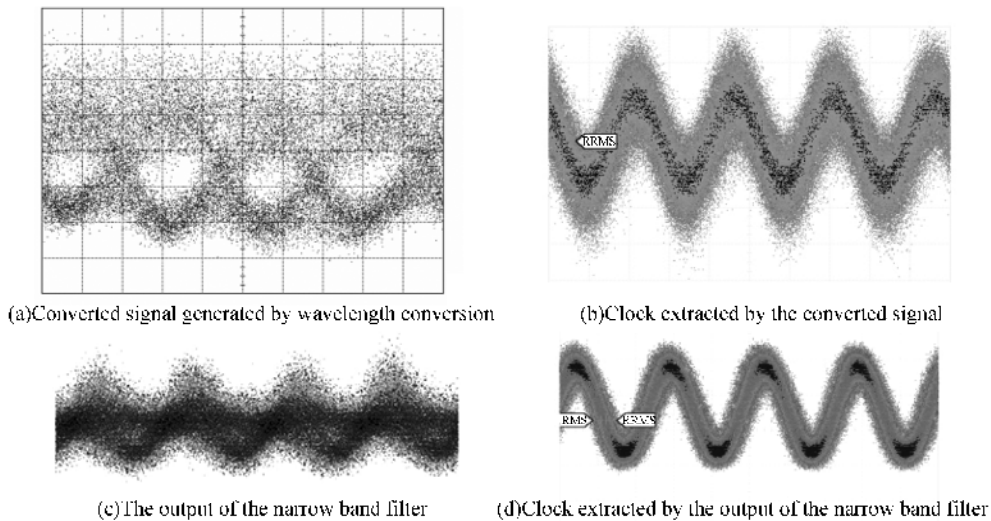 RRMS
(a)Converted signal generated by wavelength conversion
(b)Clock extracted by the converted signal
RMS RRMS
(c)The output of the narrow band filter
(d)Clock extracted by the output of the narrow band filter